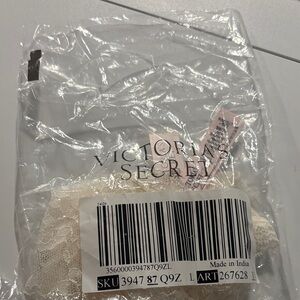 VICTORIA
SECRET
3560000394787Q9ZL
Made in India
SKU 3947 87 Q9Z L ART 267628